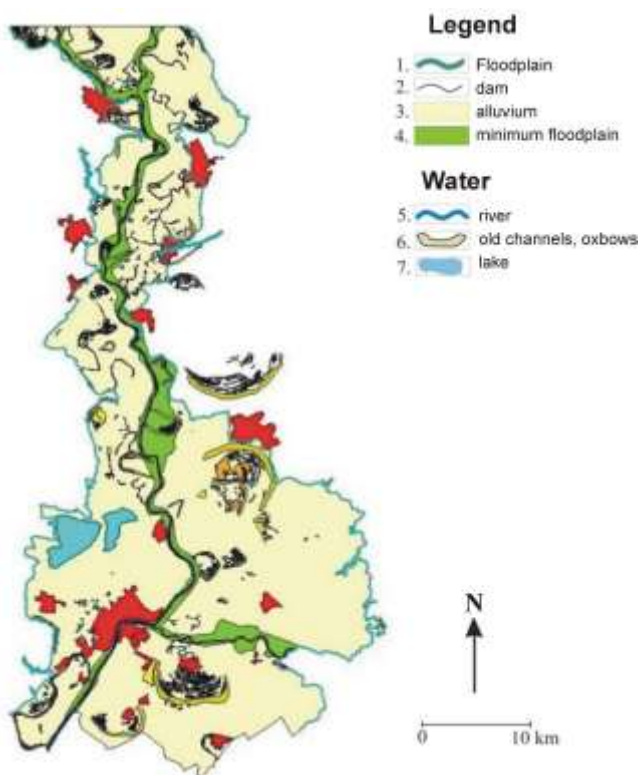 Legend
1. Floodplain
2. dam
3. alluvium
4. minimum floodplain
Water
5. river
6. old channels, oxbows
7. lake
N
0 10 km